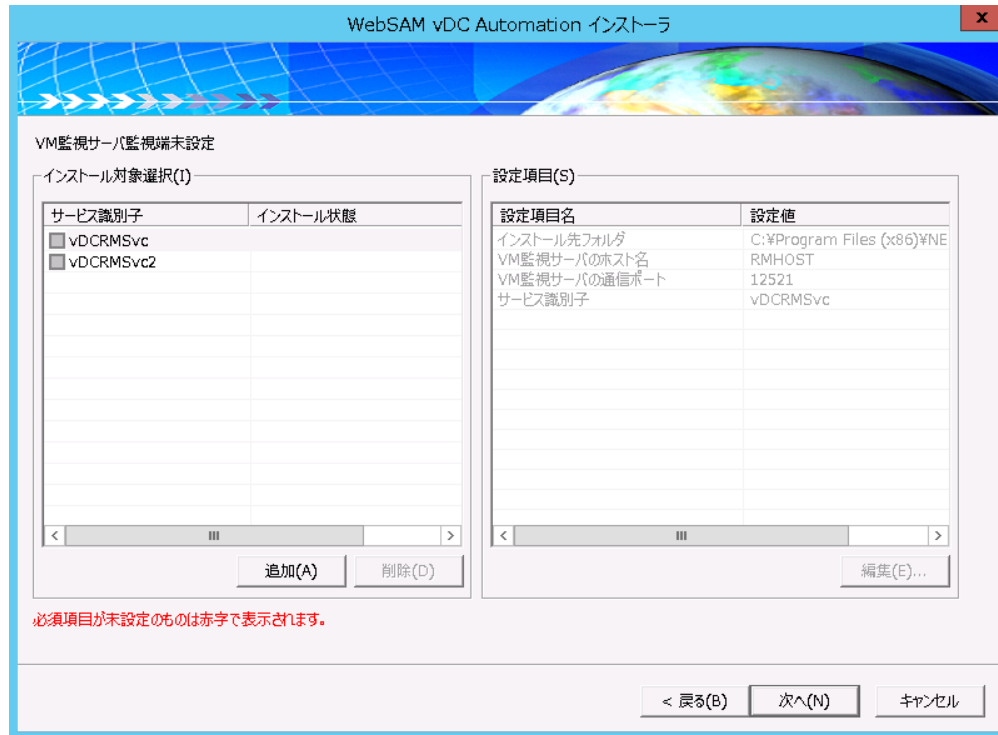 WebSAM vDC Automation インストーラ
x
VM監視サーバ監視端末設定
インストール対象選択(I)
サービス識別子 インストール状態
vDCRMSvc
vDCRMSvc2
追加(A) 削除(D)
設定項目(S)
設定項目名 設定値
インストール先フォルダ C:¥Program Files (x86)¥NE
VM監視サーバのホスト名 RMHOST
VM監視サーバの通信ポート 12521
サービス識別子 vDCRMSvc
編集(E)...
必須項目が未設定のものは赤字で表示されます。
< 戻る(B) 次へ(N) キャンセル